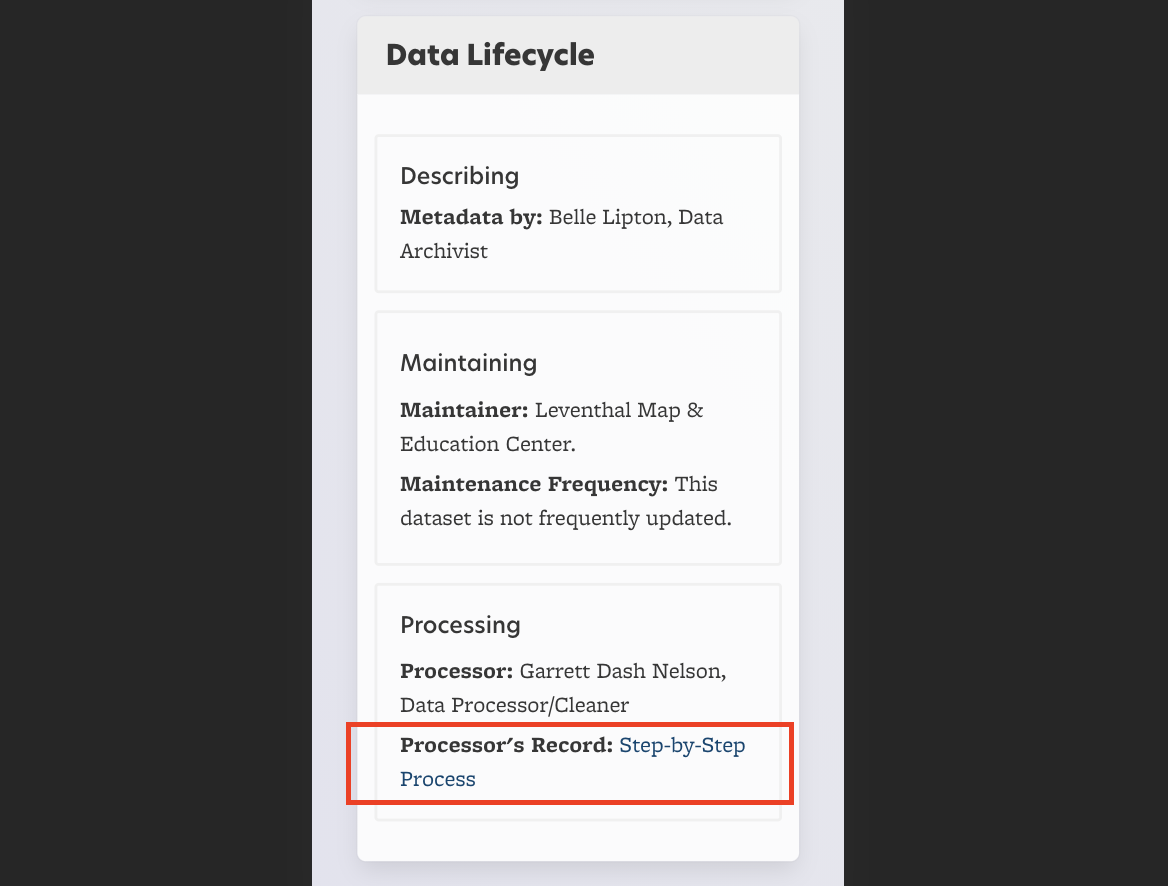 Data Lifecycle
Describing
Metadata by: Belle Lipton, Data
Archivist
Maintaining
Maintainer: Leventhal Map &
Education Center.
Maintenance Frequency: This
dataset is not frequently updated.
Processing
Processor: Garrett Dash Nelson,
Data Processor/Cleaner
Processor’s Record: Step-by-Step
Process